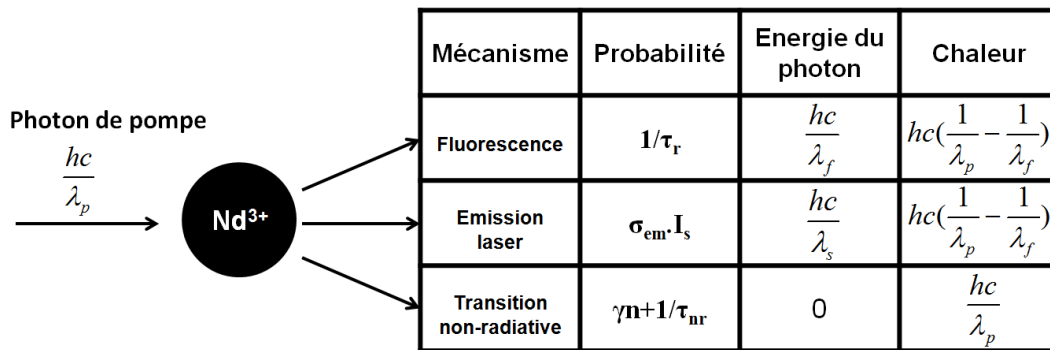 Mécanisme Probabilité Energie du photon Chaleur
Photon de pompe
hc/λp
Nd³⁺
Fluorescence 1/τr hc/λf hc(1/λp − 1/λf)
Emission laser σem.Is hc/λs hc(1/λp − 1/λf)
Transition non-radiative γn+1/τnr 0 hc/λp